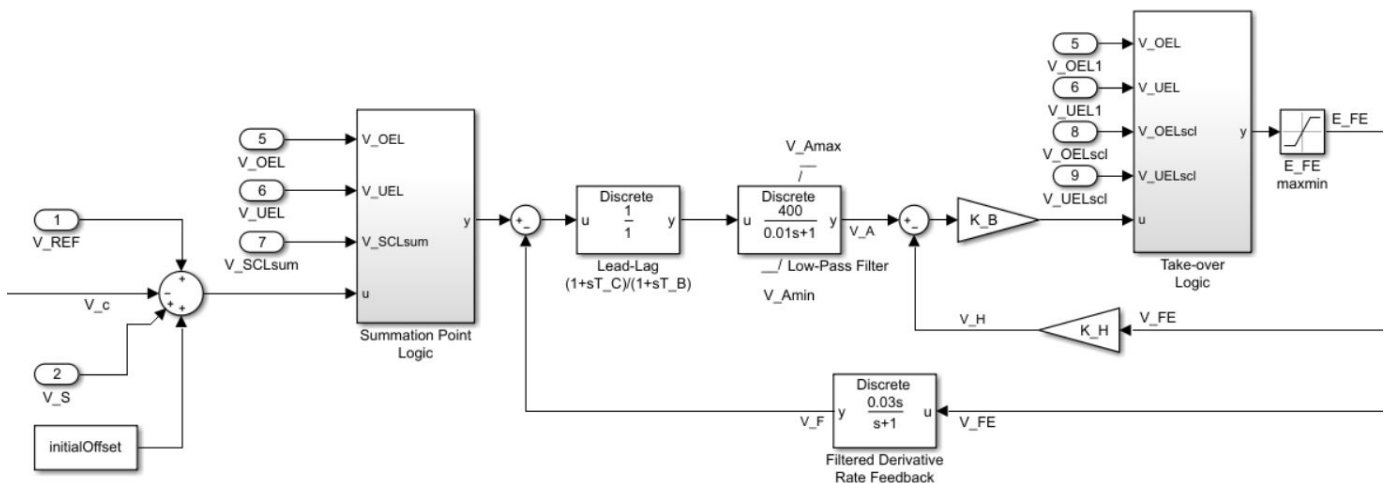 1
V_REF
V_c
2
V_S
initialOffset
5
V_OEL
6
V_UEL
7
V_SCLsum
V_OEL
V_UEL
V_SCLsum
u
y
Summation Point
Logic
+
−
+
+
+
−
Discrete
u
1
1
y
Lead-Lag
(1+sT_C)/(1+sT_B)
V_Amax
Discrete
u
400
0.01s+1
y
Low-Pass Filter
V_Amin
V_A
+
−
K_B
5
V_OEL1
6
V_UEL1
8
V_OELscl
9
V_UELscl
V_OEL
V_UEL
V_OELscl
V_UELscl
u
y
Take-over
Logic
E_FE
E_FE
maxmin
V_H
K_H
V_FE
V_F
Discrete
y
0.03s
s+1
u
V_FE
Filtered Derivative
Rate Feedback